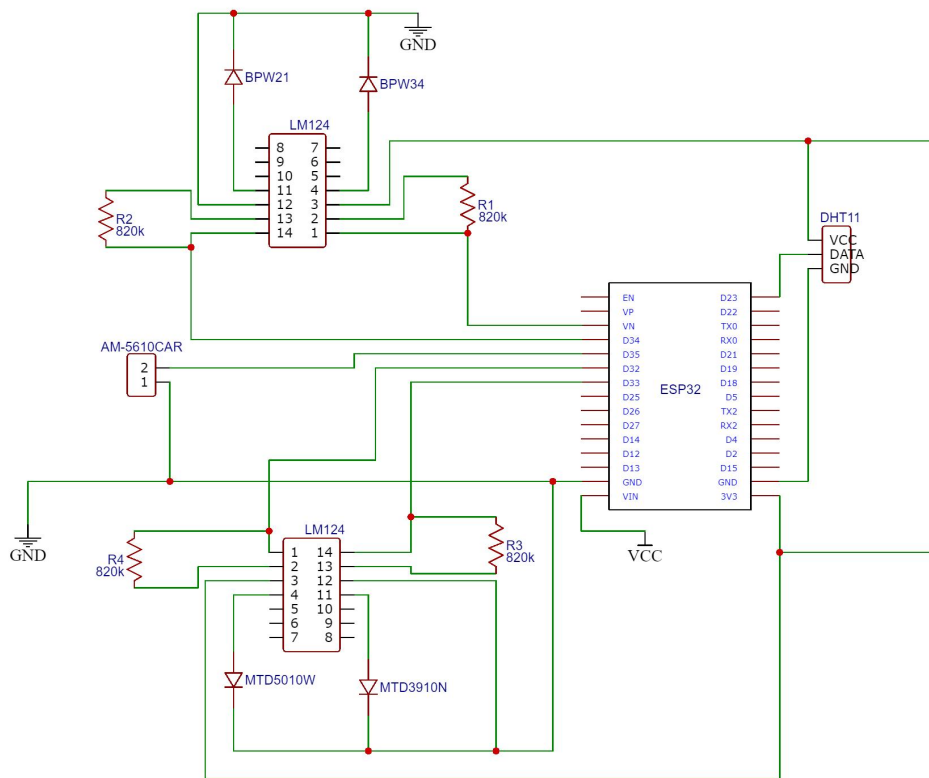 GND
BPW21
BPW34
LM124
8 7
9 6
10 5
11 4
12 3
13 2
14 1
R2
820k
R1
820k
DHT11
VCC
DATA
GND
AM-5610CAR
2
1
ESP32
EN D23
VP D22
VN TX0
D34 RX0
D35 D21
D32 D19
D33 D18
D25 D5
D26 TX2
D27 RX2
D14 D4
D12 D2
D13 D15
GND GND
VIN 3V3
GND
VCC
LM124
1 14
2 13
3 12
4 11
5 10
6 9
7 8
R4
820k
R3
820k
MTD5010W
MTD3910N